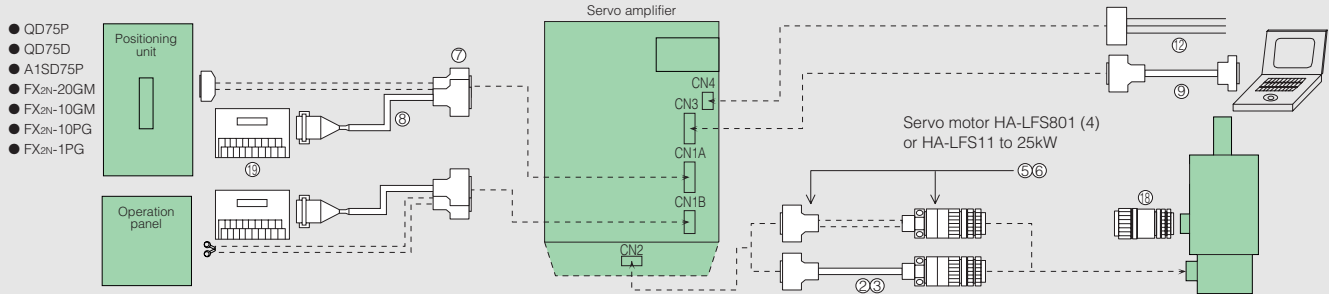 Servo amplifier
● QD75P
● QD75D
● A1SD75P
● FX2N-20GM
● FX2N-10GM
● FX2N-10PG
● FX2N-1PG
Positioning
unit
⑦
⑧
⑲
Operation
panel
CN4
CN3
CN1A
CN1B
CN2
⑫
⑨
Servo motor HA-LFS801 (4)
or HA-LFS11 to 25kW
⑤⑥
⑱
②③